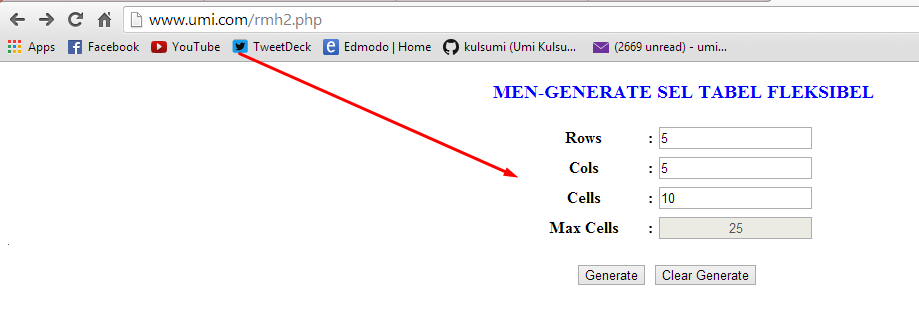 www.umi.com/rmh2.php
Apps Facebook YouTube TweetDeck Edmodo | Home kulsumi (Umi Kulsu... (2669 unread) - umi...
MEN-GENERATE SEL TABEL FLEKSIBEL
Rows : 5
Cols : 5
Cells : 10
Max Cells : 25
Generate Clear Generate